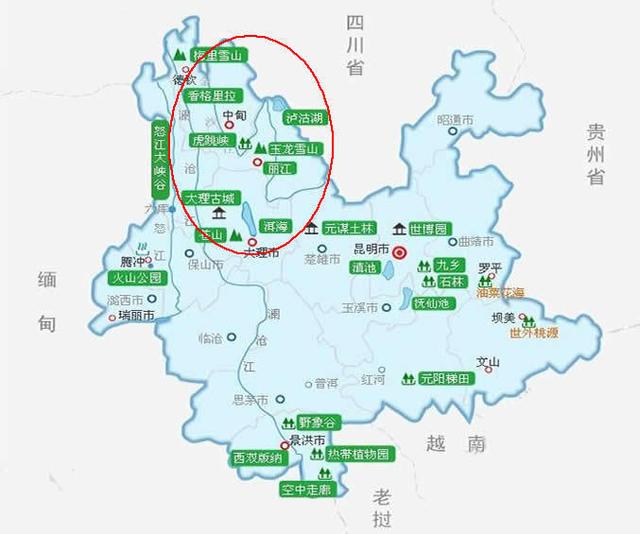 四川省
梅里雪山
德钦
香格里拉
澜
沧
江
中甸
泸沽湖
昭通市
贵州省
怒江大峡谷
虎跳峡
玉龙雪山
丽江
大理古城
六库
怒
江
苍山
洱海
大理市
元谋土林
世博园
楚雄市
昆明市
曲靖市
滇池
九乡
石林
罗平
油菜花海
腾冲
保山市
火山公园
缅甸
潞西市
瑞丽市
玉溪市
抚仙池
坝美
世外桃源
澜
沧
江
临沧
文山
普洱
红河
元阳梯田
思茅市
野象谷
越南
景洪市
西双版纳
热带植物园
空中走廊
老挝